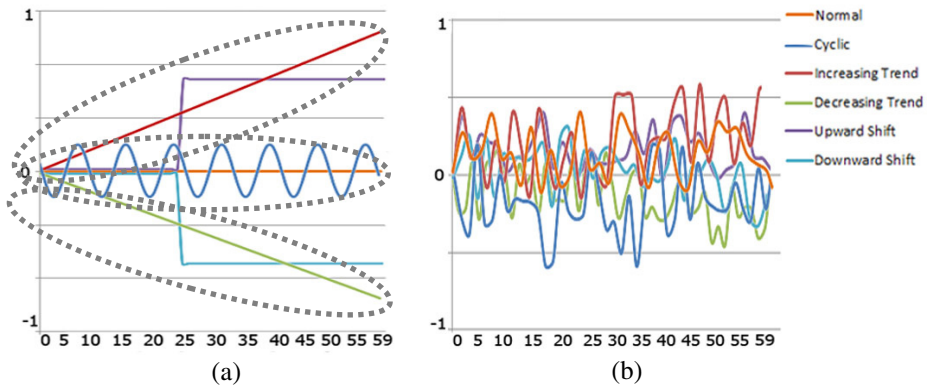 1
0
-1
0 5 10 15 20 25 30 35 40 45 50 55 59
(a)
1
0
-1
0 5 10 15 20 25 30 35 40 45 50 55 59
(b)
Normal
Cyclic
Increasing Trend
Decreasing Trend
Upward Shift
Downward Shift